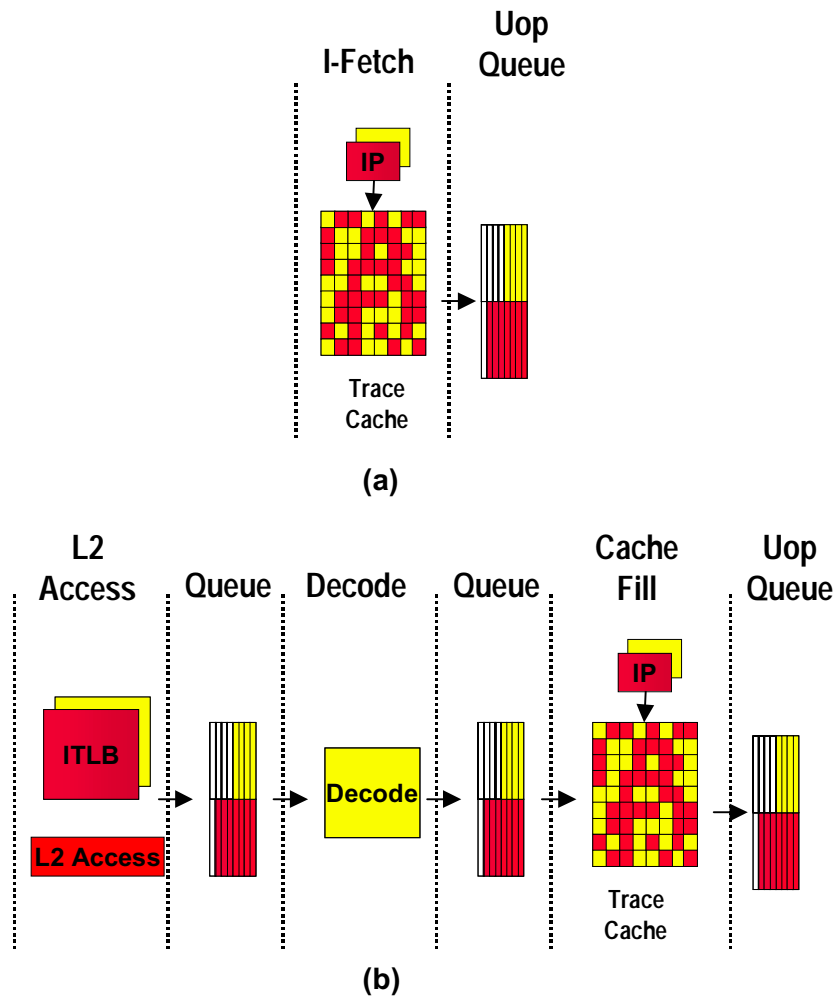 I-Fetch
Uop
Queue
IP
Trace
Cache
(a)
L2
Access
Queue
Decode
Queue
Cache
Fill
Uop
Queue
IP
ITLB
Decode
L2 Access
Trace
Cache
(b)